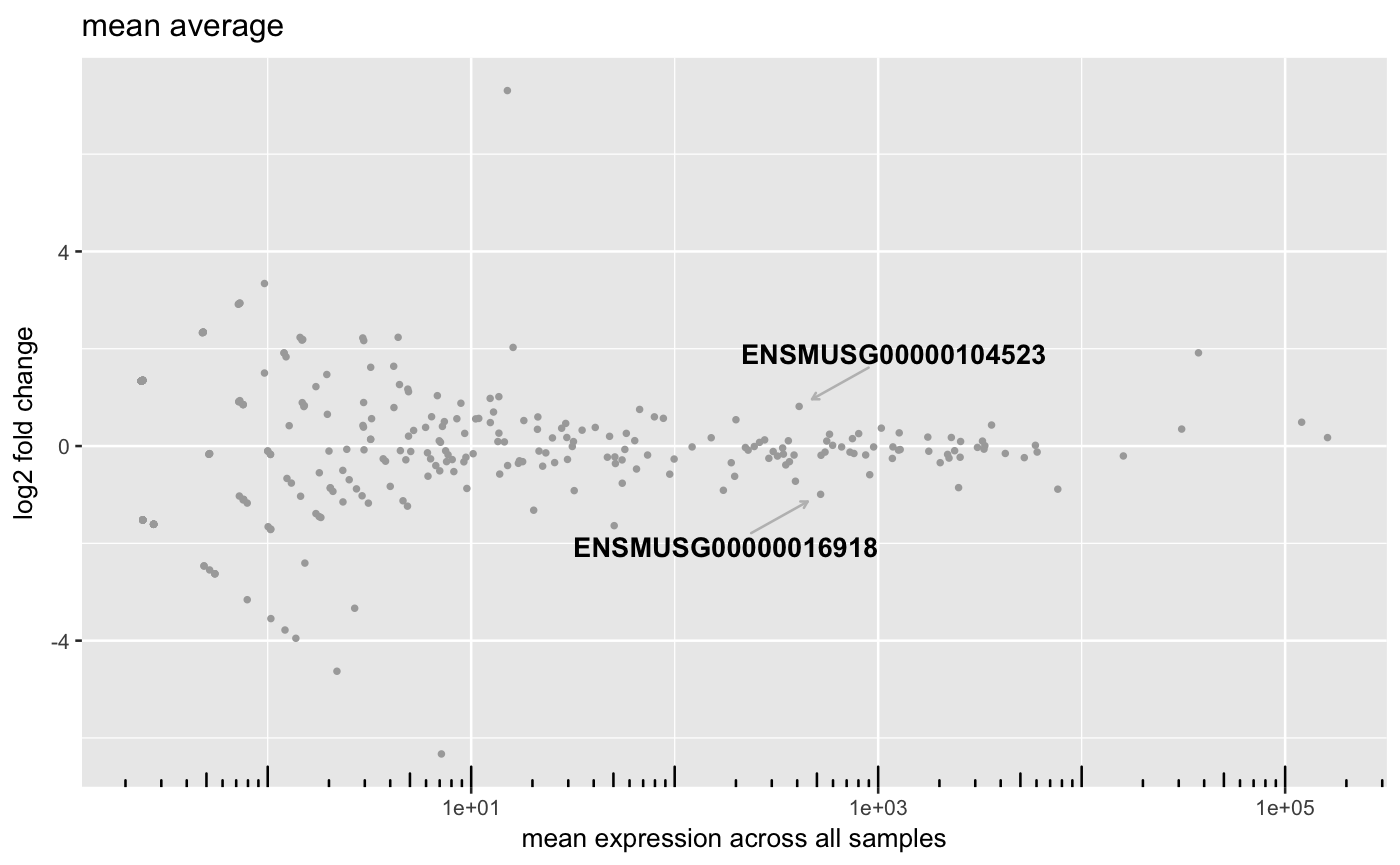 mean average
log2 fold change
4
0
-4
ENSMUSG00000104523
ENSMUSG00000016918
1e+01
1e+03
1e+05
mean expression across all samples